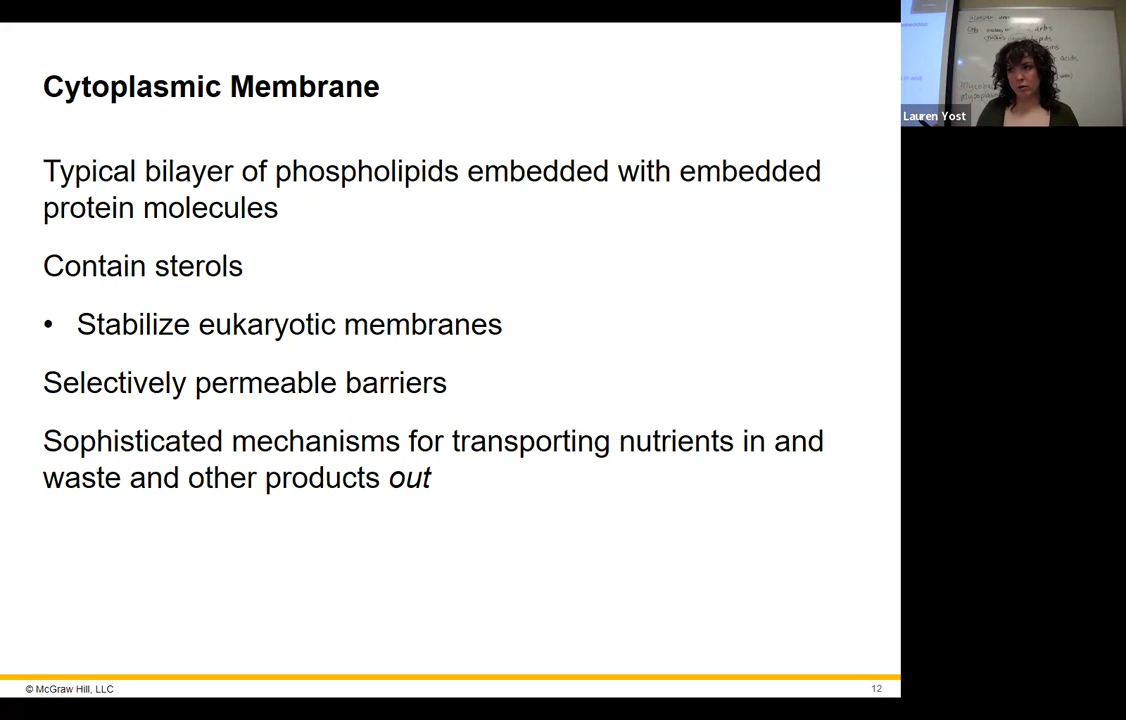 Cytoplasmic Membrane
Typical bilayer of phospholipids embedded with embedded
protein molecules
Contain sterols
• Stabilize eukaryotic membranes
Selectively permeable barriers
Sophisticated mechanisms for transporting nutrients in and
waste and other products out
© McGraw Hill, LLC
12
Lauren Yost